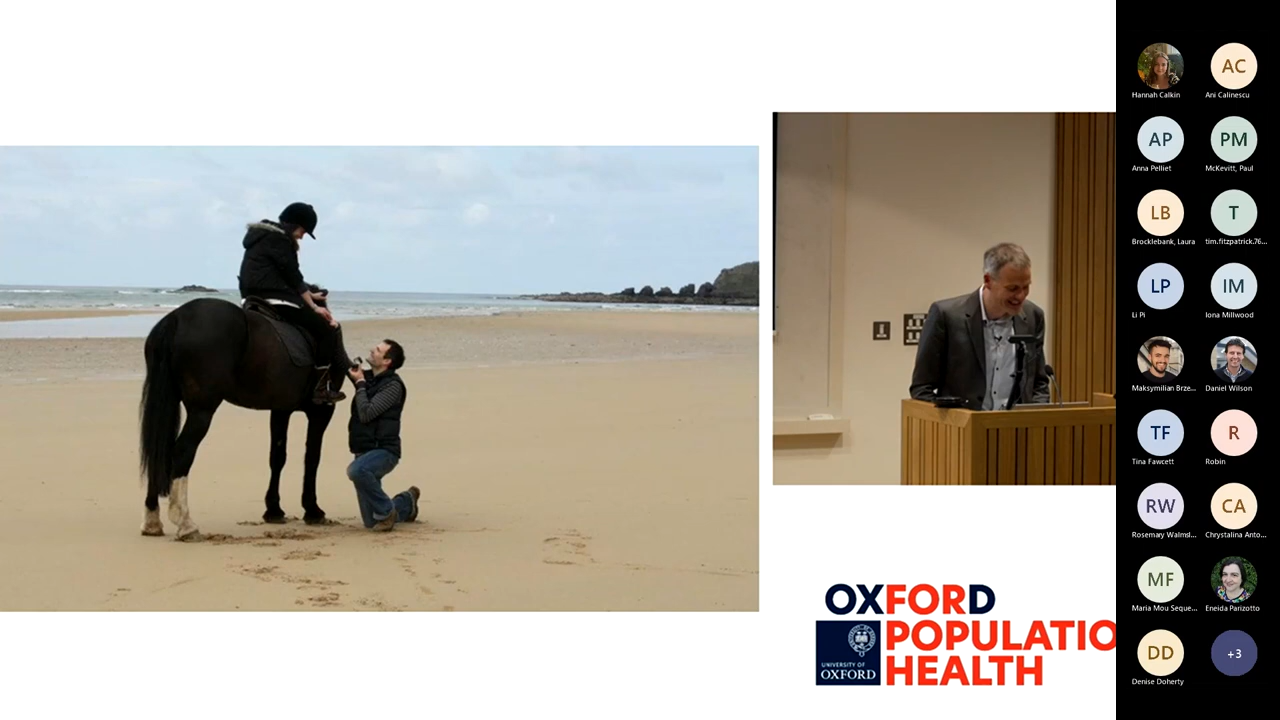 OXFORD
POPULATIO
HEALTH
UNIVERSITY OF
OXFORD
Hannah Calkin
AC
Ani Calinescu
AP
Anna Pelliet
PM
McKevitt, Paul
LB
Brocklebank, Laura
T
tim.fitzpatrick.76...
LP
Li Pi
IM
Iona Millwood
Maksymilian Brze...
Daniel Wilson
TF
Tina Fawcett
R
Robin
RW
Rosemary Walmsl...
CA
Chrystalina Anto...
MF
Maria Mou Seque...
Eneida Parizotto
DD
Denise Doherty
+3